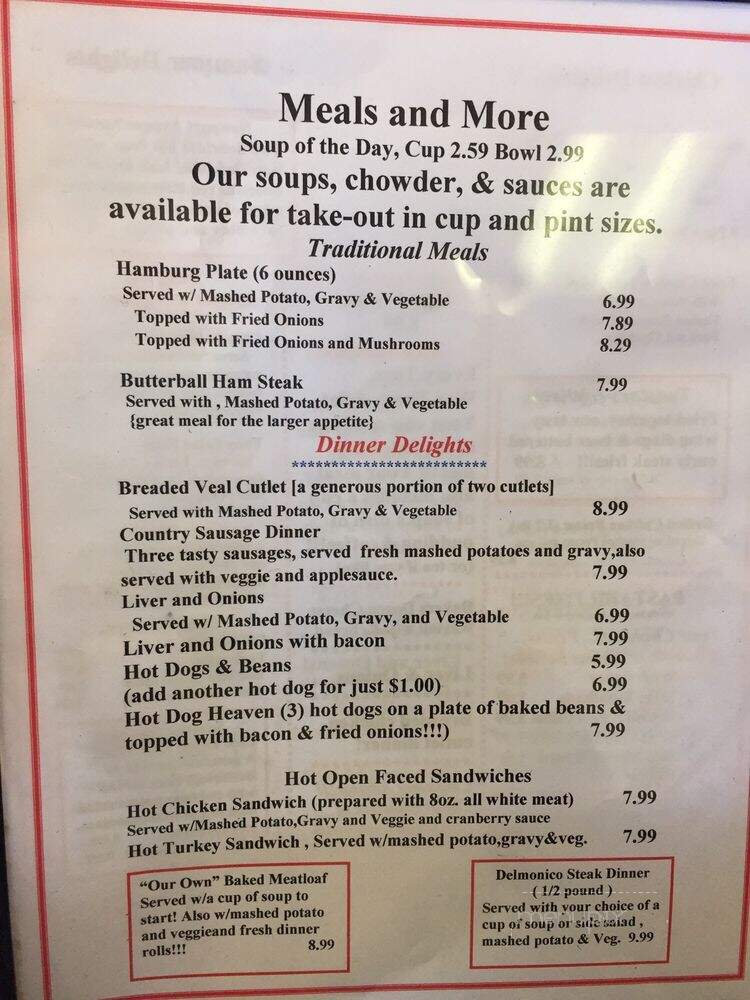 Meals and More
Soup of the Day, Cup 2.59 Bowl 2.99
Our soups, chowder, & sauces are
available for take-out in cup and pint sizes.
Traditional Meals
Hamburg Plate (6 ounces)
Served w/ Mashed Potato, Gravy & Vegetable 6.99
Topped with Fried Onions 7.89
Topped with Fried Onions and Mushrooms 8.29
Butterball Ham Steak 7.99
Served with , Mashed Potato, Gravy & Vegetable
{great meal for the larger appetite}
Dinner Delights
*************************
Breaded Veal Cutlet [a generous portion of two cutlets]
Served with Mashed Potato, Gravy & Vegetable 8.99
Country Sausage Dinner
Three tasty sausages, served fresh mashed potatoes and gravy,also
served with veggie and applesauce. 7.99
Liver and Onions
Served w/ Mashed Potato, Gravy, and Vegetable 6.99
Liver and Onions with bacon 7.99
Hot Dogs & Beans 5.99
(add another hot dog for just $1.00) 6.99
Hot Dog Heaven (3) hot dogs on a plate of baked beans &
topped with bacon & fried onions!!!) 7.99
Hot Open Faced Sandwiches
Hot Chicken Sandwich (prepared with 8oz. all white meat) 7.99
Served w/Mashed Potato,Gravy and Veggie and cranberry sauce
Hot Turkey Sandwich , Served w/mashed potato,gravy&veg. 7.99
"Our Own" Baked Meatloaf
Served w/a cup of soup to
start! Also w/mashed potato
and veggieand fresh dinner
rolls!!! 8.99
Delmonico Steak Dinner
( 1/2 pound )
Served with your choice of a
cup of soup or side salad ,
mashed potato & Veg. 9.99